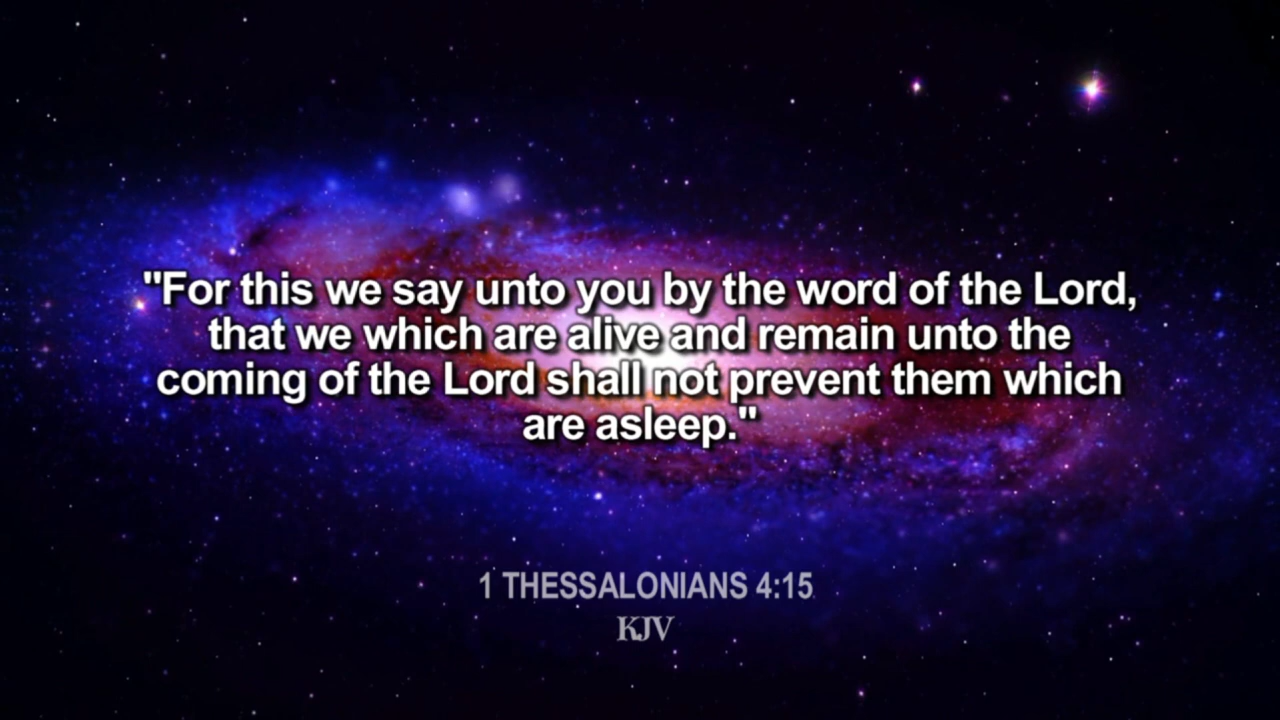 "For this we say unto you by the word of the Lord,
that we which are alive and remain unto the
coming of the Lord shall not prevent them which
are asleep."
1 THESSALONIANS 4:15
KJV